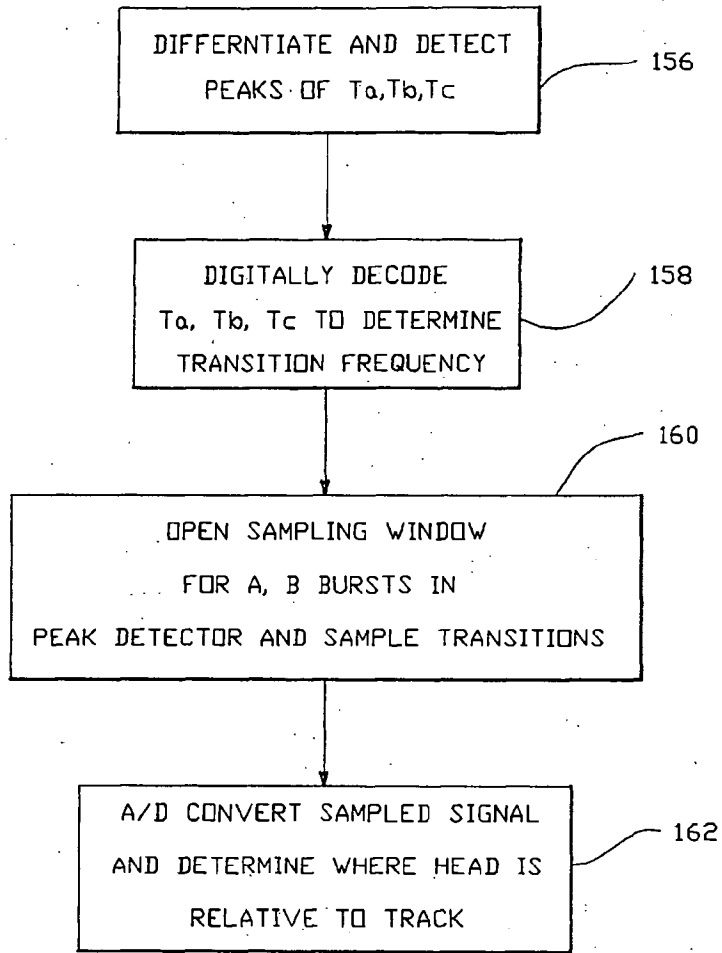 DIFFERNTIATE AND DETECT
PEAKS OF Ta,Tb,Tc
156
DIGITALLY DECODE
Ta, Tb, Tc TO DETERMINE
TRANSITION FREQUENCY
158
160
OPEN SAMPLING WINDOW
FOR A, B BURSTS IN
PEAK DETECTOR AND SAMPLE TRANSITIONS
A/D CONVERT SAMPLED SIGNAL
AND DETERMINE WHERE HEAD IS
RELATIVE TO TRACK
162